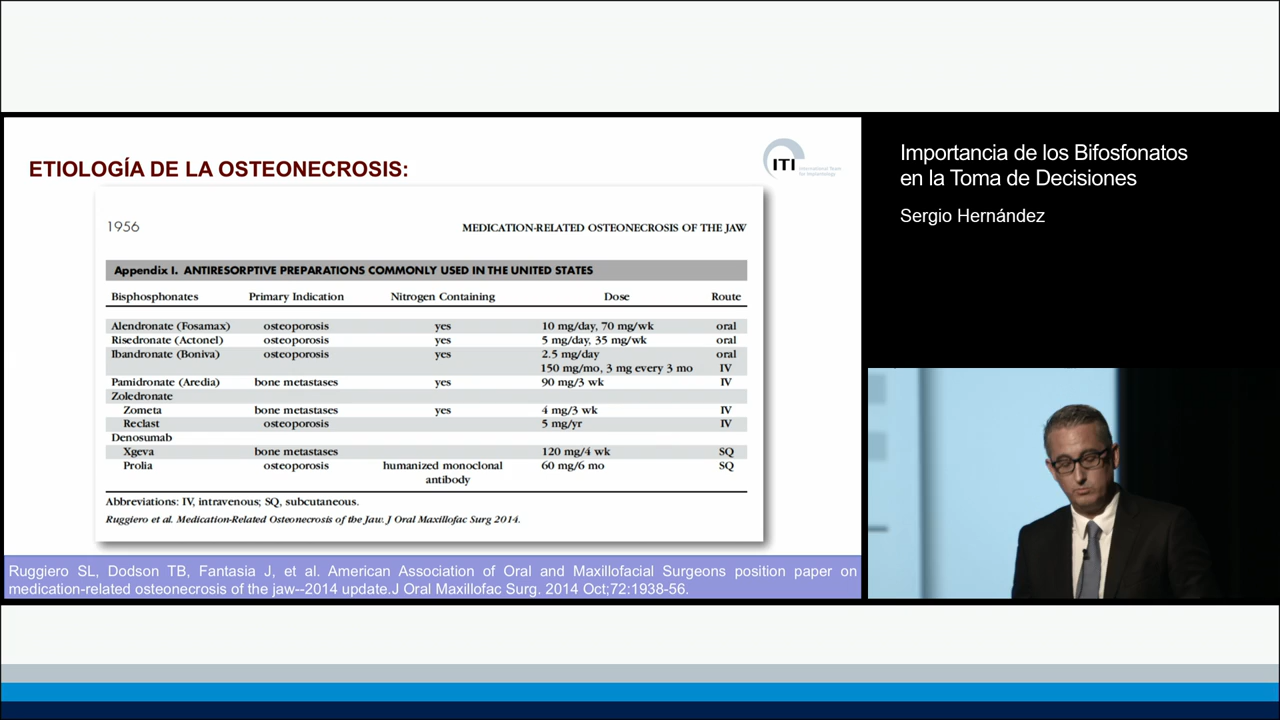 ETIOLOGÍA DE LA OSTEONECROSIS:
ITI International Team
for Implantology
1956 MEDICATION-RELATED OSTEONECROSIS OF THE JAW
Appendix I. ANTIRESORPTIVE PREPARATIONS COMMONLY USED IN THE UNITED STATES
Bisphosphonates Primary Indication Nitrogen Containing Dose Route
Alendronate (Fosamax) osteoporosis yes 10 mg/day, 70 mg/wk oral
Risedronate (Actonel) osteoporosis yes 5 mg/day, 35 mg/wk oral
Ibandronate (Boniva) osteoporosis yes 2.5 mg/day oral
150 mg/mo, 3 mg every 3 mo IV
Pamidronate (Aredia) bone metastases yes 90 mg/3 wk IV
Zoledronate
Zometa bone metastases yes 4 mg/3 wk IV
Reclast osteoporosis 5 mg/yr IV
Denosumab
Xgeva bone metastases 120 mg/4 wk SQ
Prolia osteoporosis humanized monoclonal 60 mg/6 mo SQ
antibody
Abbreviations: IV, intravenous; SQ, subcutaneous.
Ruggiero et al. Medication-Related Osteonecrosis of the Jaw. J Oral Maxillofac Surg 2014.
Ruggiero SL, Dodson TB, Fantasia J, et al. American Association of Oral and Maxillofacial Surgeons position paper on
medication-related osteonecrosis of the jaw--2014 update.J Oral Maxillofac Surg. 2014 Oct;72:1938-56.
Importancia de los Bifosfonatos
en la Toma de Decisiones
Sergio Hernández